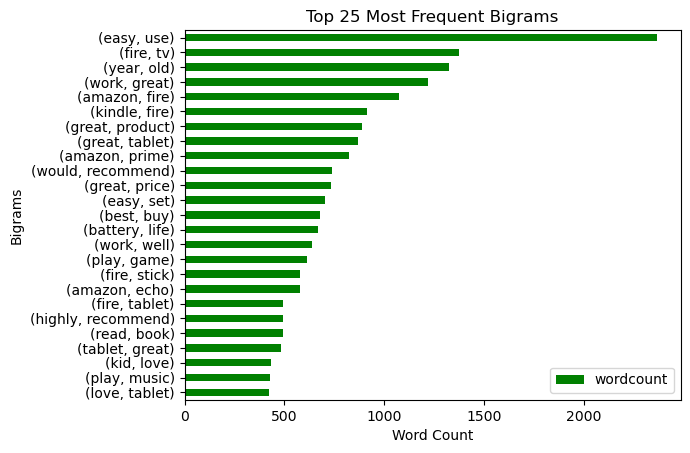 Top 25 Most Frequent Bigrams
(easy, use)
(fire, tv)
(year, old)
(work, great)
(amazon, fire)
(kindle, fire)
(great, product)
(great, tablet)
(amazon, prime)
(would, recommend)
(great, price)
(easy, set)
(best, buy)
(battery, life)
(work, well)
(play, game)
(fire, stick)
(amazon, echo)
(fire, tablet)
(highly, recommend)
(read, book)
(tablet, great)
(kid, love)
(play, music)
(love, tablet)
Bigrams
wordcount
0 500 1000 1500 2000
Word Count